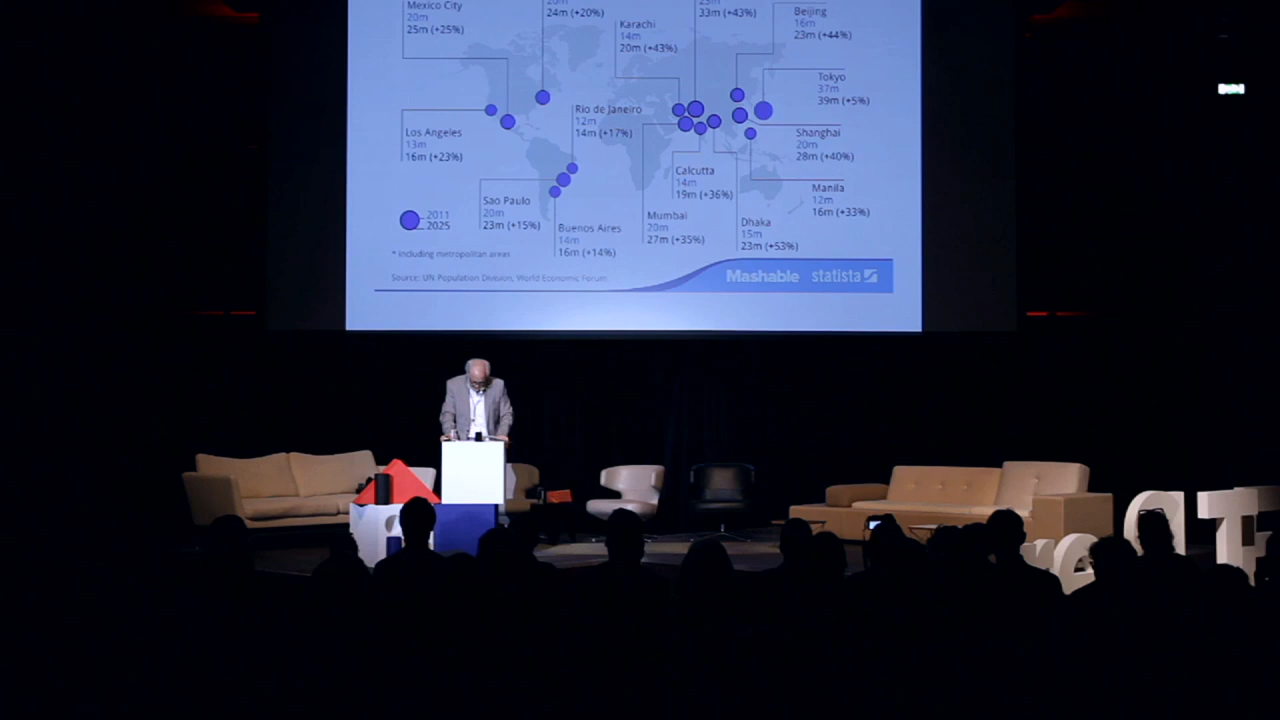 Mexico City
20m
25m (+25%)
24m (+20%)
Karachi
14m
20m (+43%)
33m (+43%)
Beijing
16m
23m (+44%)
Tokyo
37m
39m (+5%)
Los Angeles
13m
16m (+23%)
Rio de Janeiro
12m
14m (+17%)
Shanghai
20m
28m (+40%)
Calcutta
14m
19m (+36%)
Manila
12m
16m (+33%)
Sao Paulo
20m
23m (+15%)
Buenos Aires
14m
16m (+14%)
Mumbai
20m
27m (+35%)
Dhaka
15m
23m (+53%)
2011
2025
* including metropolitan areas
Source: UN Population Division, World Economic Forum
Mashable statista